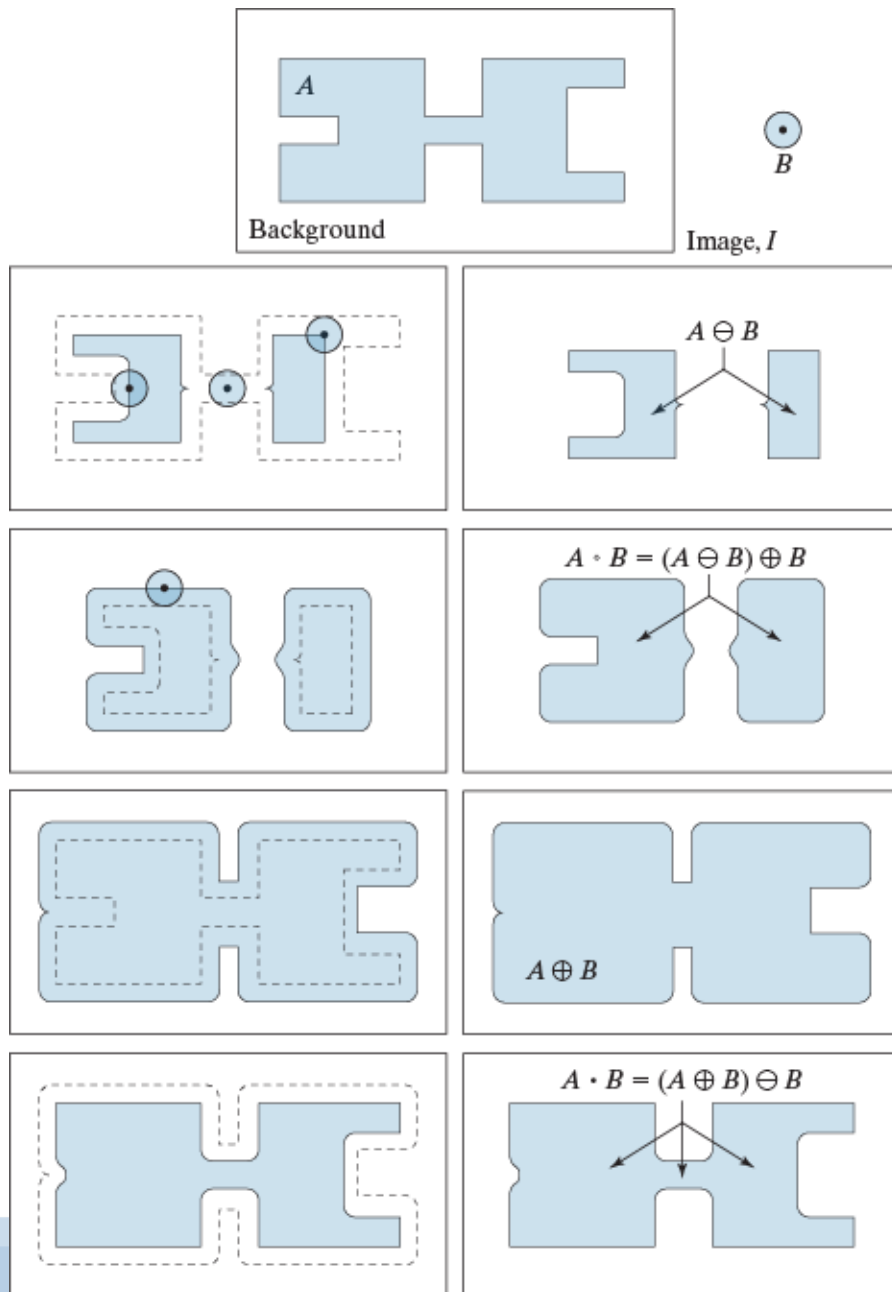 A
B
Background
Image, I
A ⊖ B
A ∘ B = (A ⊖ B) ⊕ B
A ⊕ B
A • B = (A ⊕ B) ⊖ B